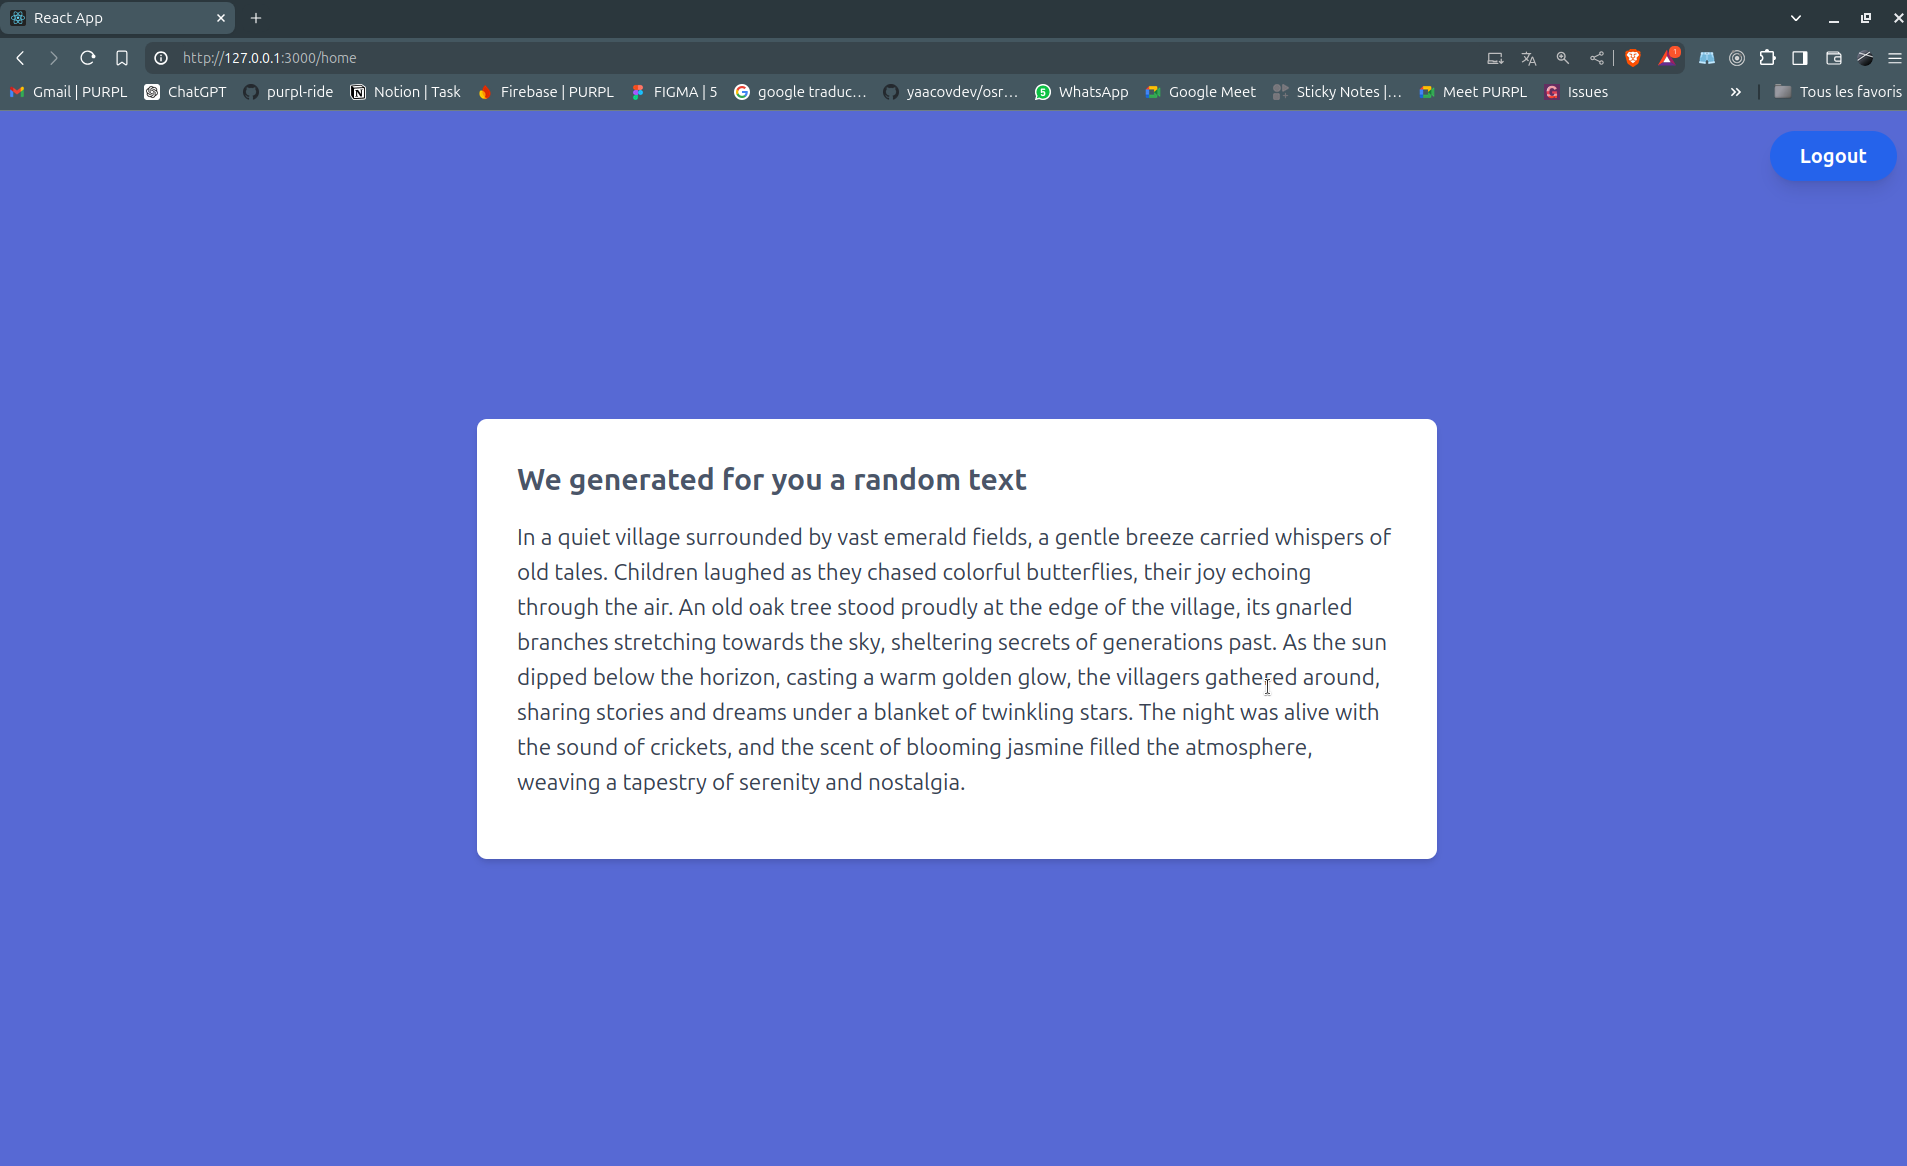 React App
http://127.0.0.1:3000/home
1
Gmail | PURPL
ChatGPT
purpl-ride
Notion | Task
Firebase | PURPL
FIGMA | 5
google traduc...
yaacovdev/osr...
5
WhatsApp
Google Meet
Sticky Notes |...
Meet PURPL
Issues
Tous les favoris
Logout
We generated for you a random text
In a quiet village surrounded by vast emerald fields, a gentle breeze carried whispers of
old tales. Children laughed as they chased colorful butterflies, their joy echoing
through the air. An old oak tree stood proudly at the edge of the village, its gnarled
branches stretching towards the sky, sheltering secrets of generations past. As the sun
dipped below the horizon, casting a warm golden glow, the villagers gathered around,
sharing stories and dreams under a blanket of twinkling stars. The night was alive with
the sound of crickets, and the scent of blooming jasmine filled the atmosphere,
weaving a tapestry of serenity and nostalgia.